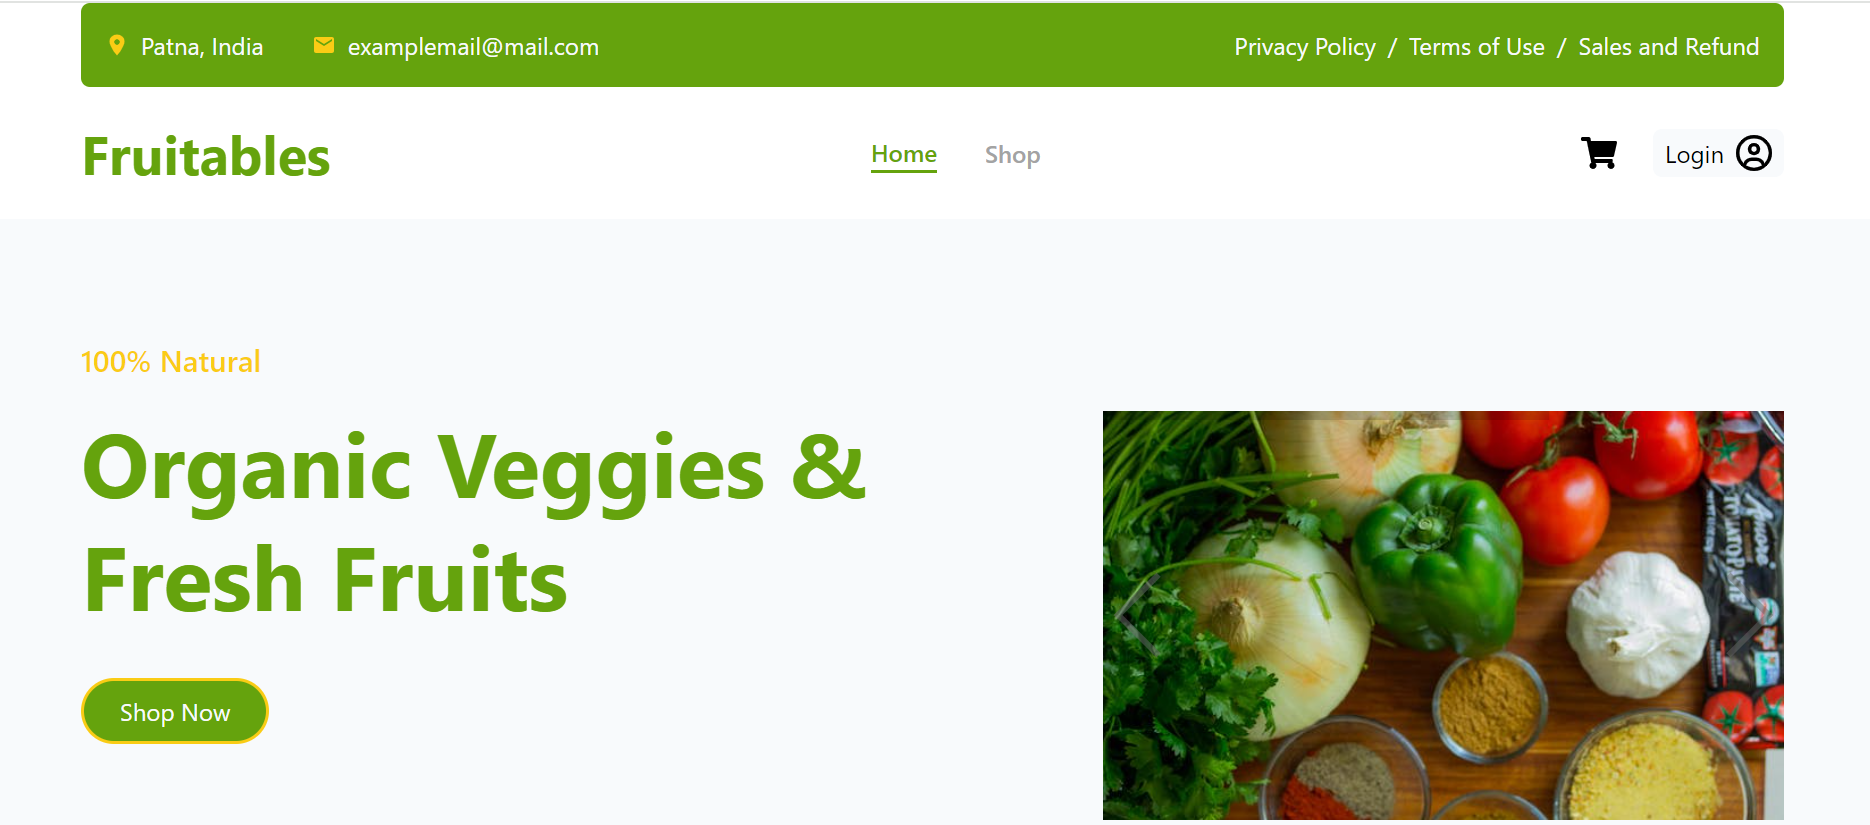 Patna, India examplemail@mail.com Privacy Policy / Terms of Use / Sales and Refund
Fruitables Home Shop Login
100% Natural
Organic Veggies &
Fresh Fruits
Shop Now
TOMATO PASTE